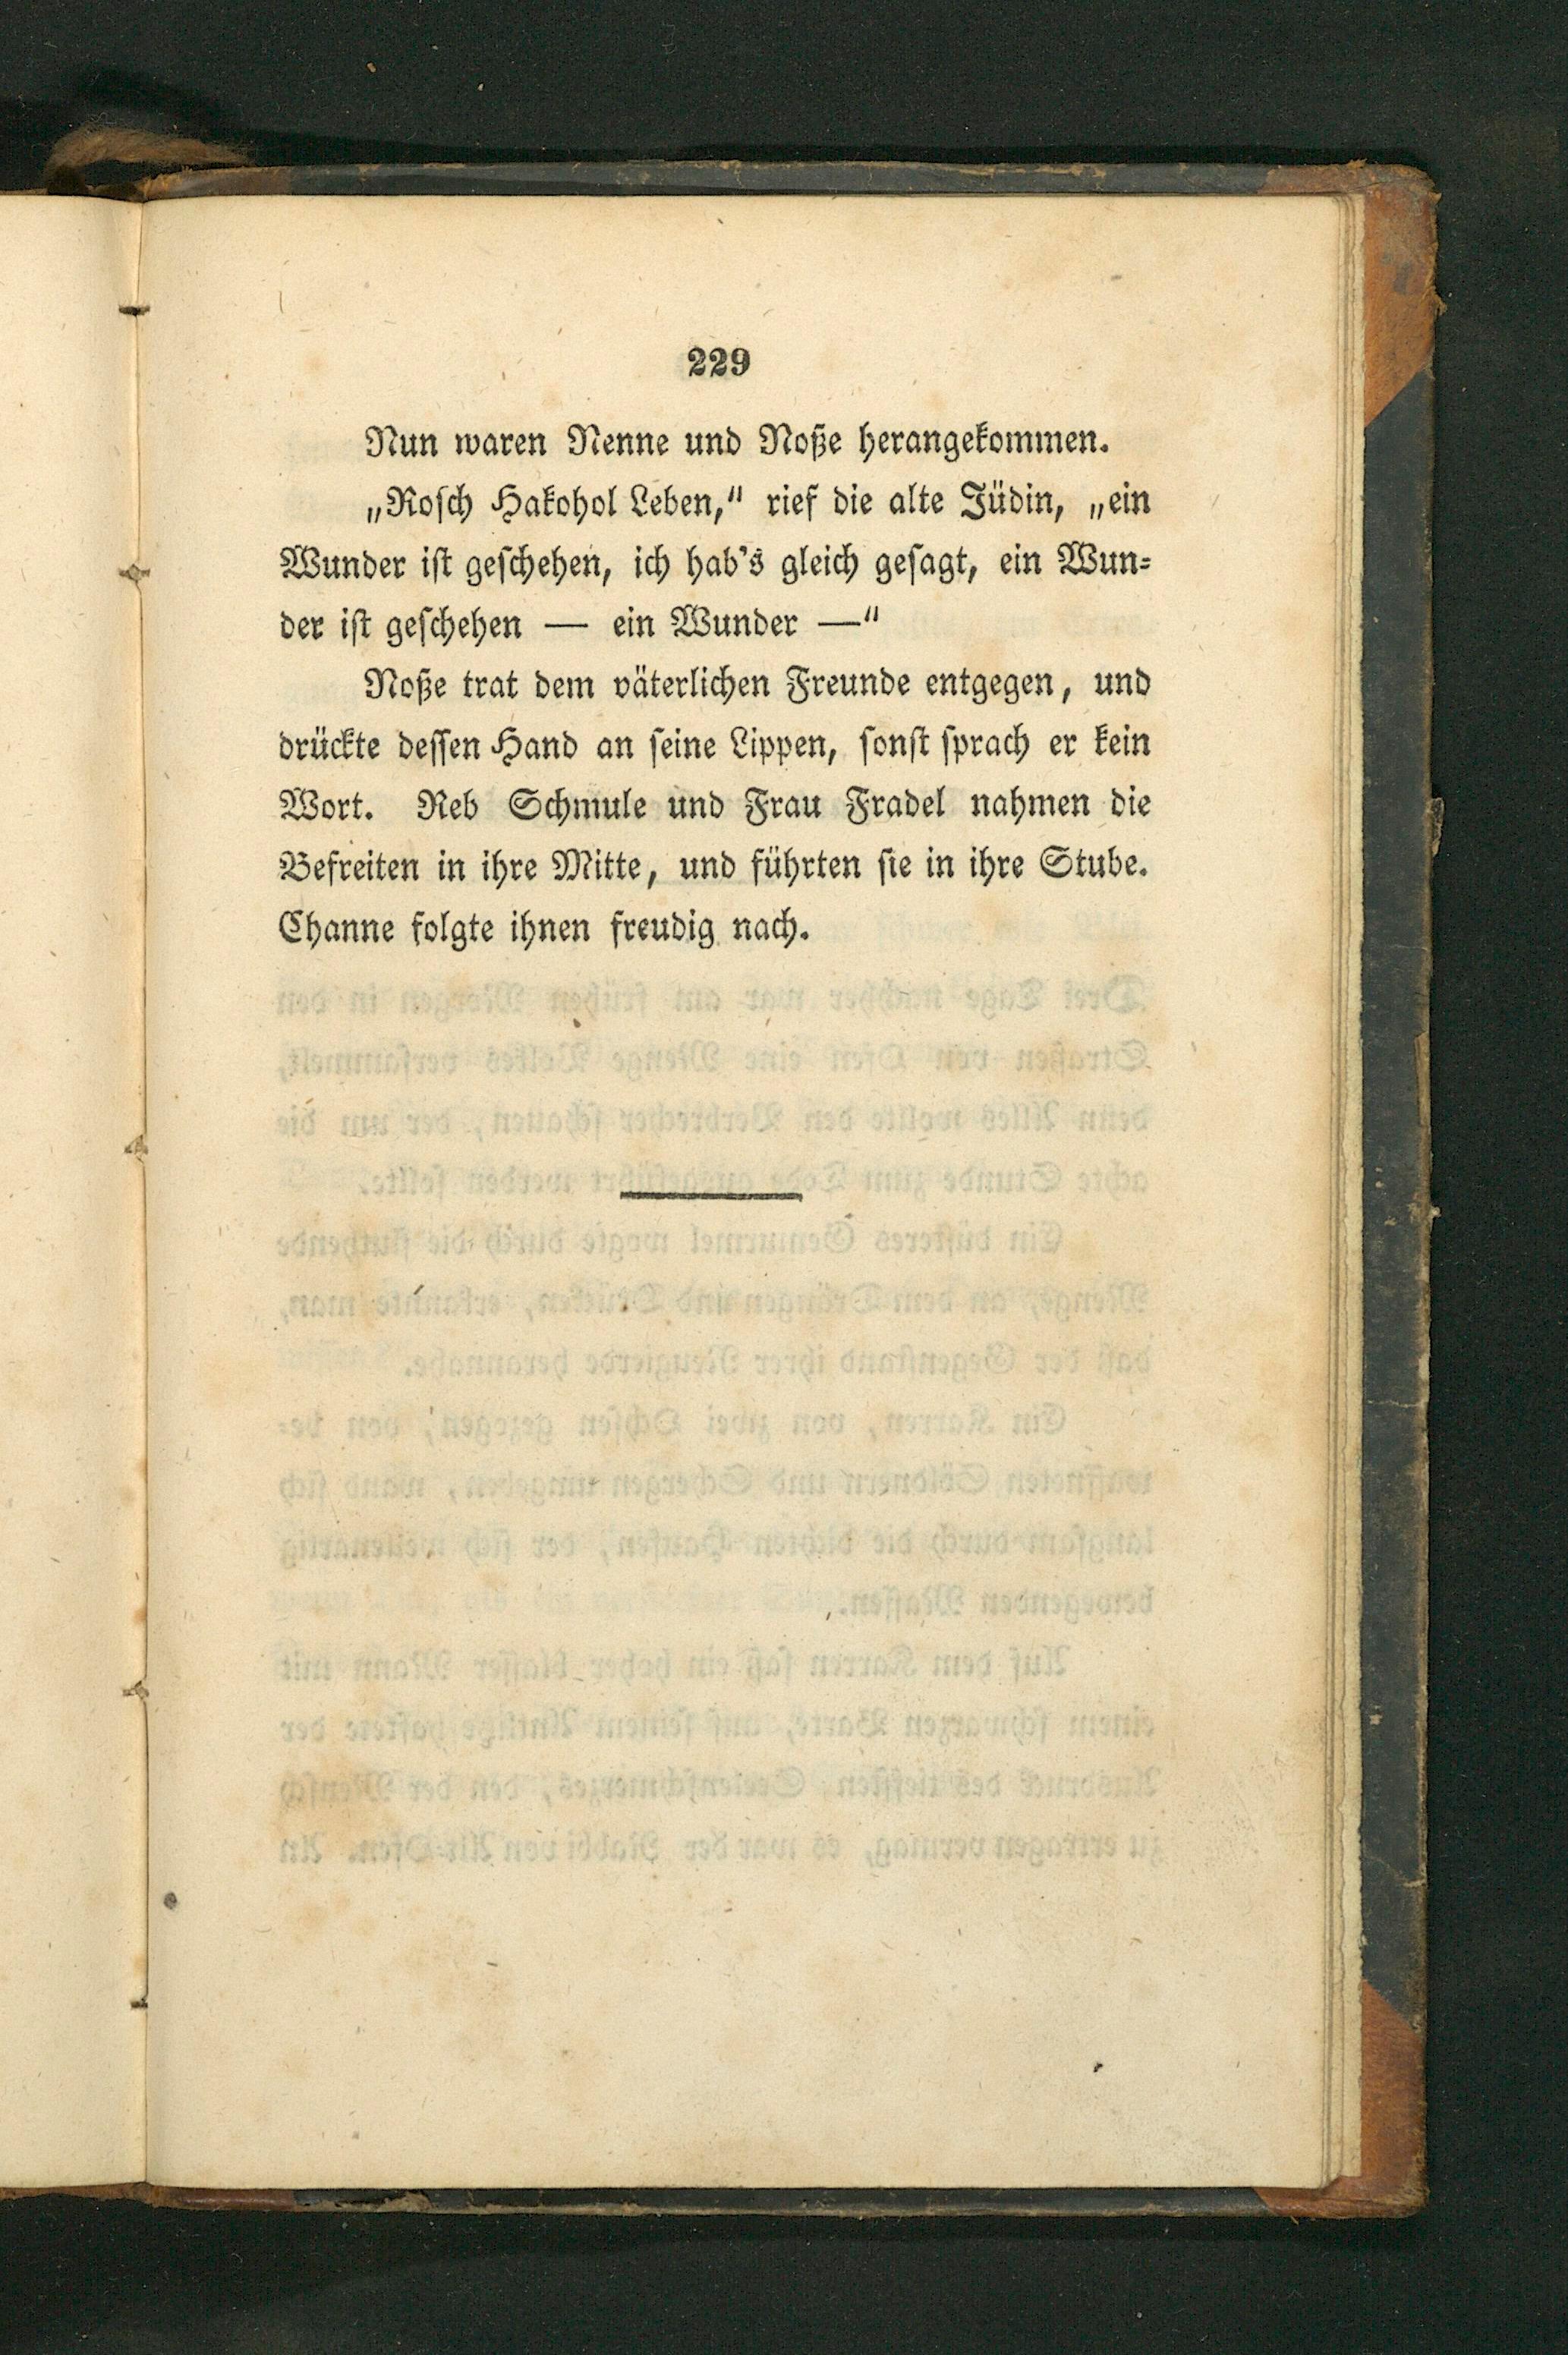 229
Nun waren Nenne und Noße herangekommen.
„Rosch Hakohol Leben,“ rief die alte Jüdin, „ein
Wunder ist geschehen, ich hab's gleich gesagt, ein Wun-
der ist geschehen — ein Wunder —“
Noße trat dem väterlichen Freunde entgegen, und
drückte dessen Hand an seine Lippen, sonst sprach er kein
Wort. Reb Schmule und Frau Fradel nahmen die
Befreiten in ihre Mitte, und führten sie in ihre Stube.
Channe folgte ihnen freudig nach.